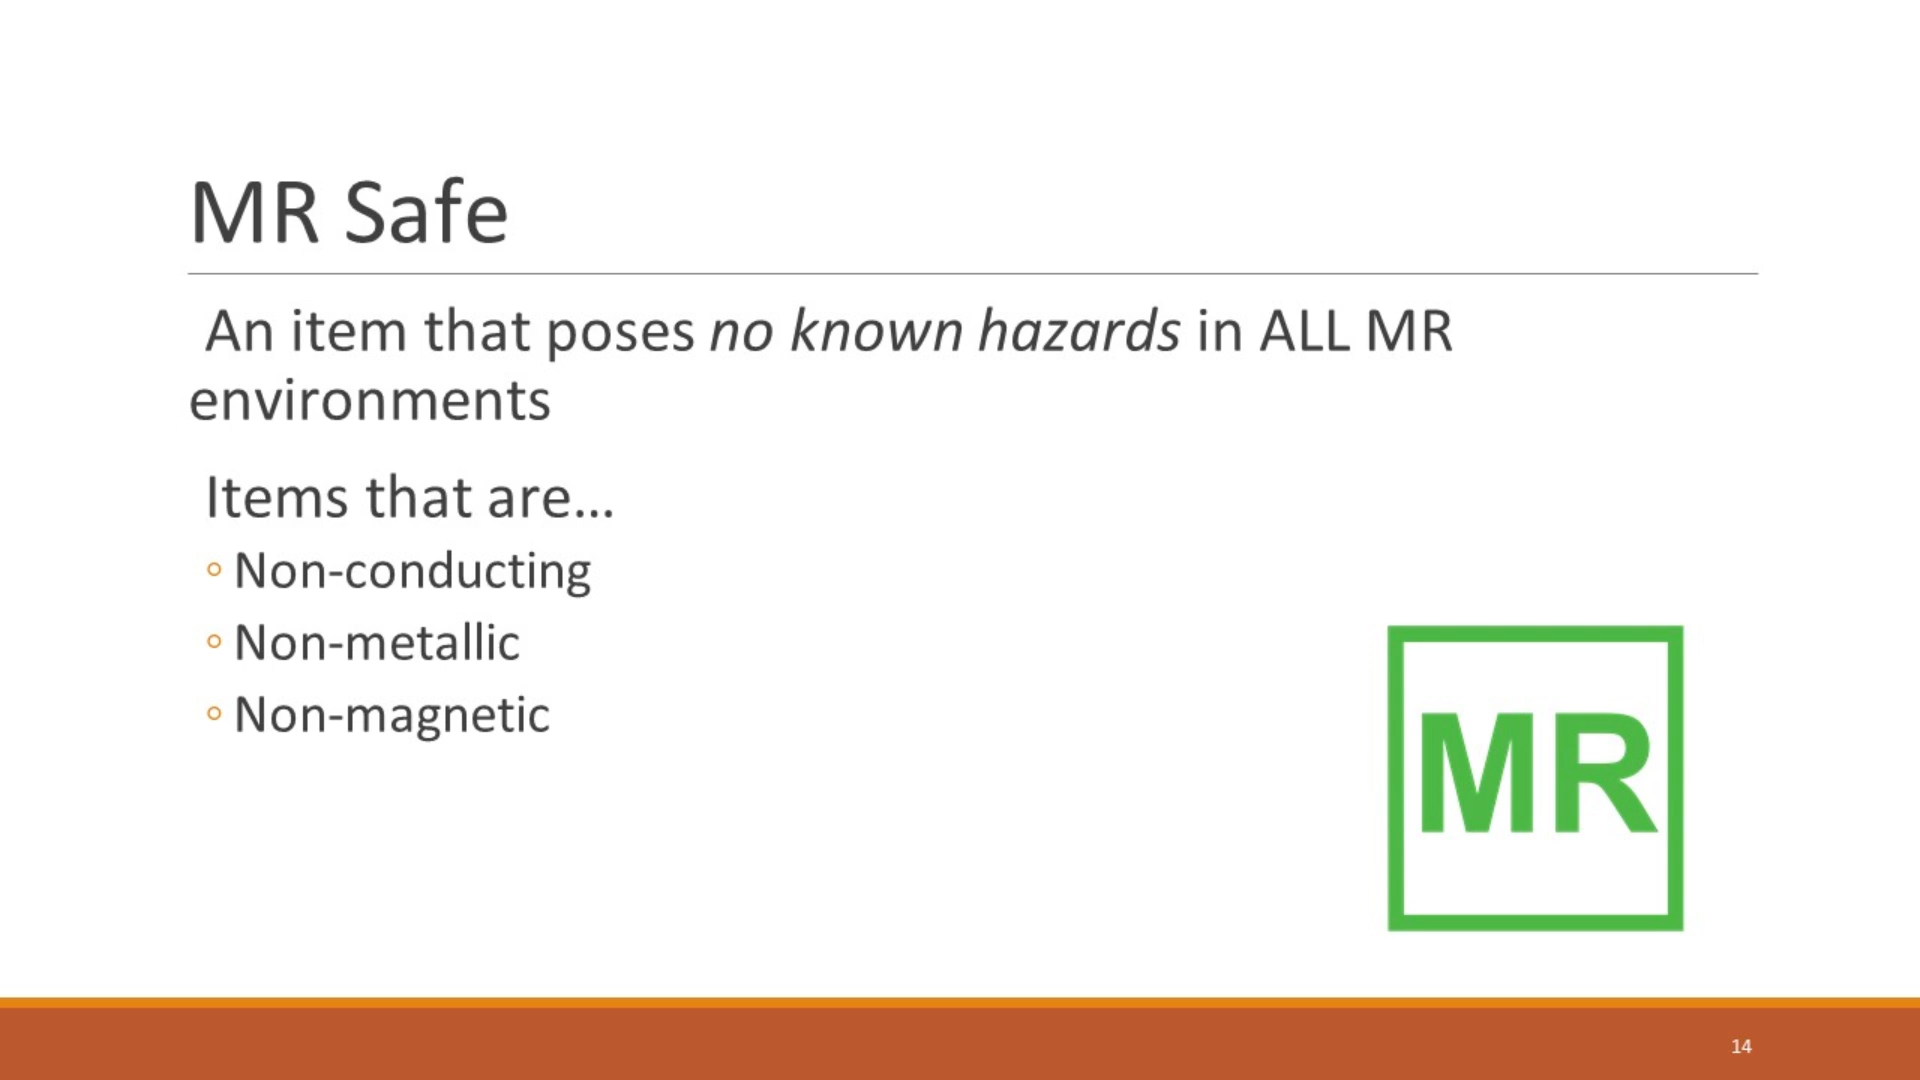 MR Safe
An item that poses no known hazards in ALL MR
environments
Items that are...
◦ Non-conducting
◦ Non-metallic
◦ Non-magnetic
MR
14